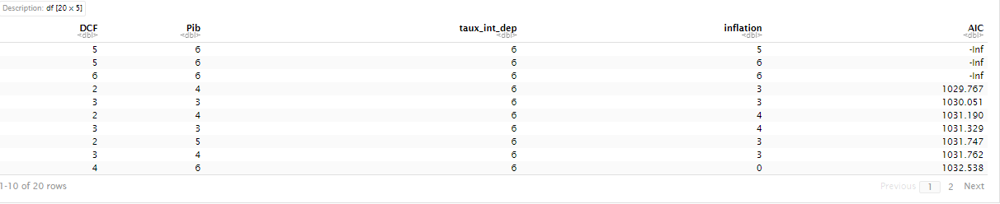 Description: df [20 x 5]
DCF Pib taux_int_dep inflation AIC
<dbl> <dbl> <dbl> <dbl> <dbl>
5 6 6 5 -Inf
5 6 6 6 -Inf
6 6 6 6 -Inf
2 4 6 3 1029.767
3 3 6 3 1030.051
2 4 6 4 1031.190
3 3 6 4 1031.329
2 5 6 3 1031.747
3 4 6 3 1031.762
4 6 6 0 1032.538
1-10 of 20 rows Previous 1 2 Next